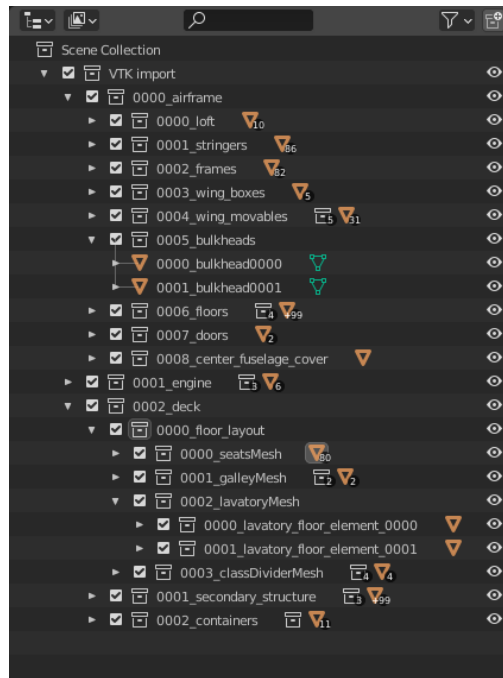 Scene Collection
VTK import
0000_airframe
0000_loft 10
0001_stringers 86
0002_frames 82
0003_wing_boxes 5
0004_wing_movables 5 31
0005_bulkheads
0000_bulkhead0000
0001_bulkhead0001
0006_floors 4 +99
0007_doors 2
0008_center_fuselage_cover
0001_engine 3 6
0002_deck
0000_floor_layout
0000_seatsMesh 80
0001_galleyMesh 2 2
0002_lavatoryMesh
0000_lavatory_floor_element_0000
0001_lavatory_floor_element_0001
0003_classDividerMesh 4 4
0001_secondary_structure 3 +99
0002_containers 11